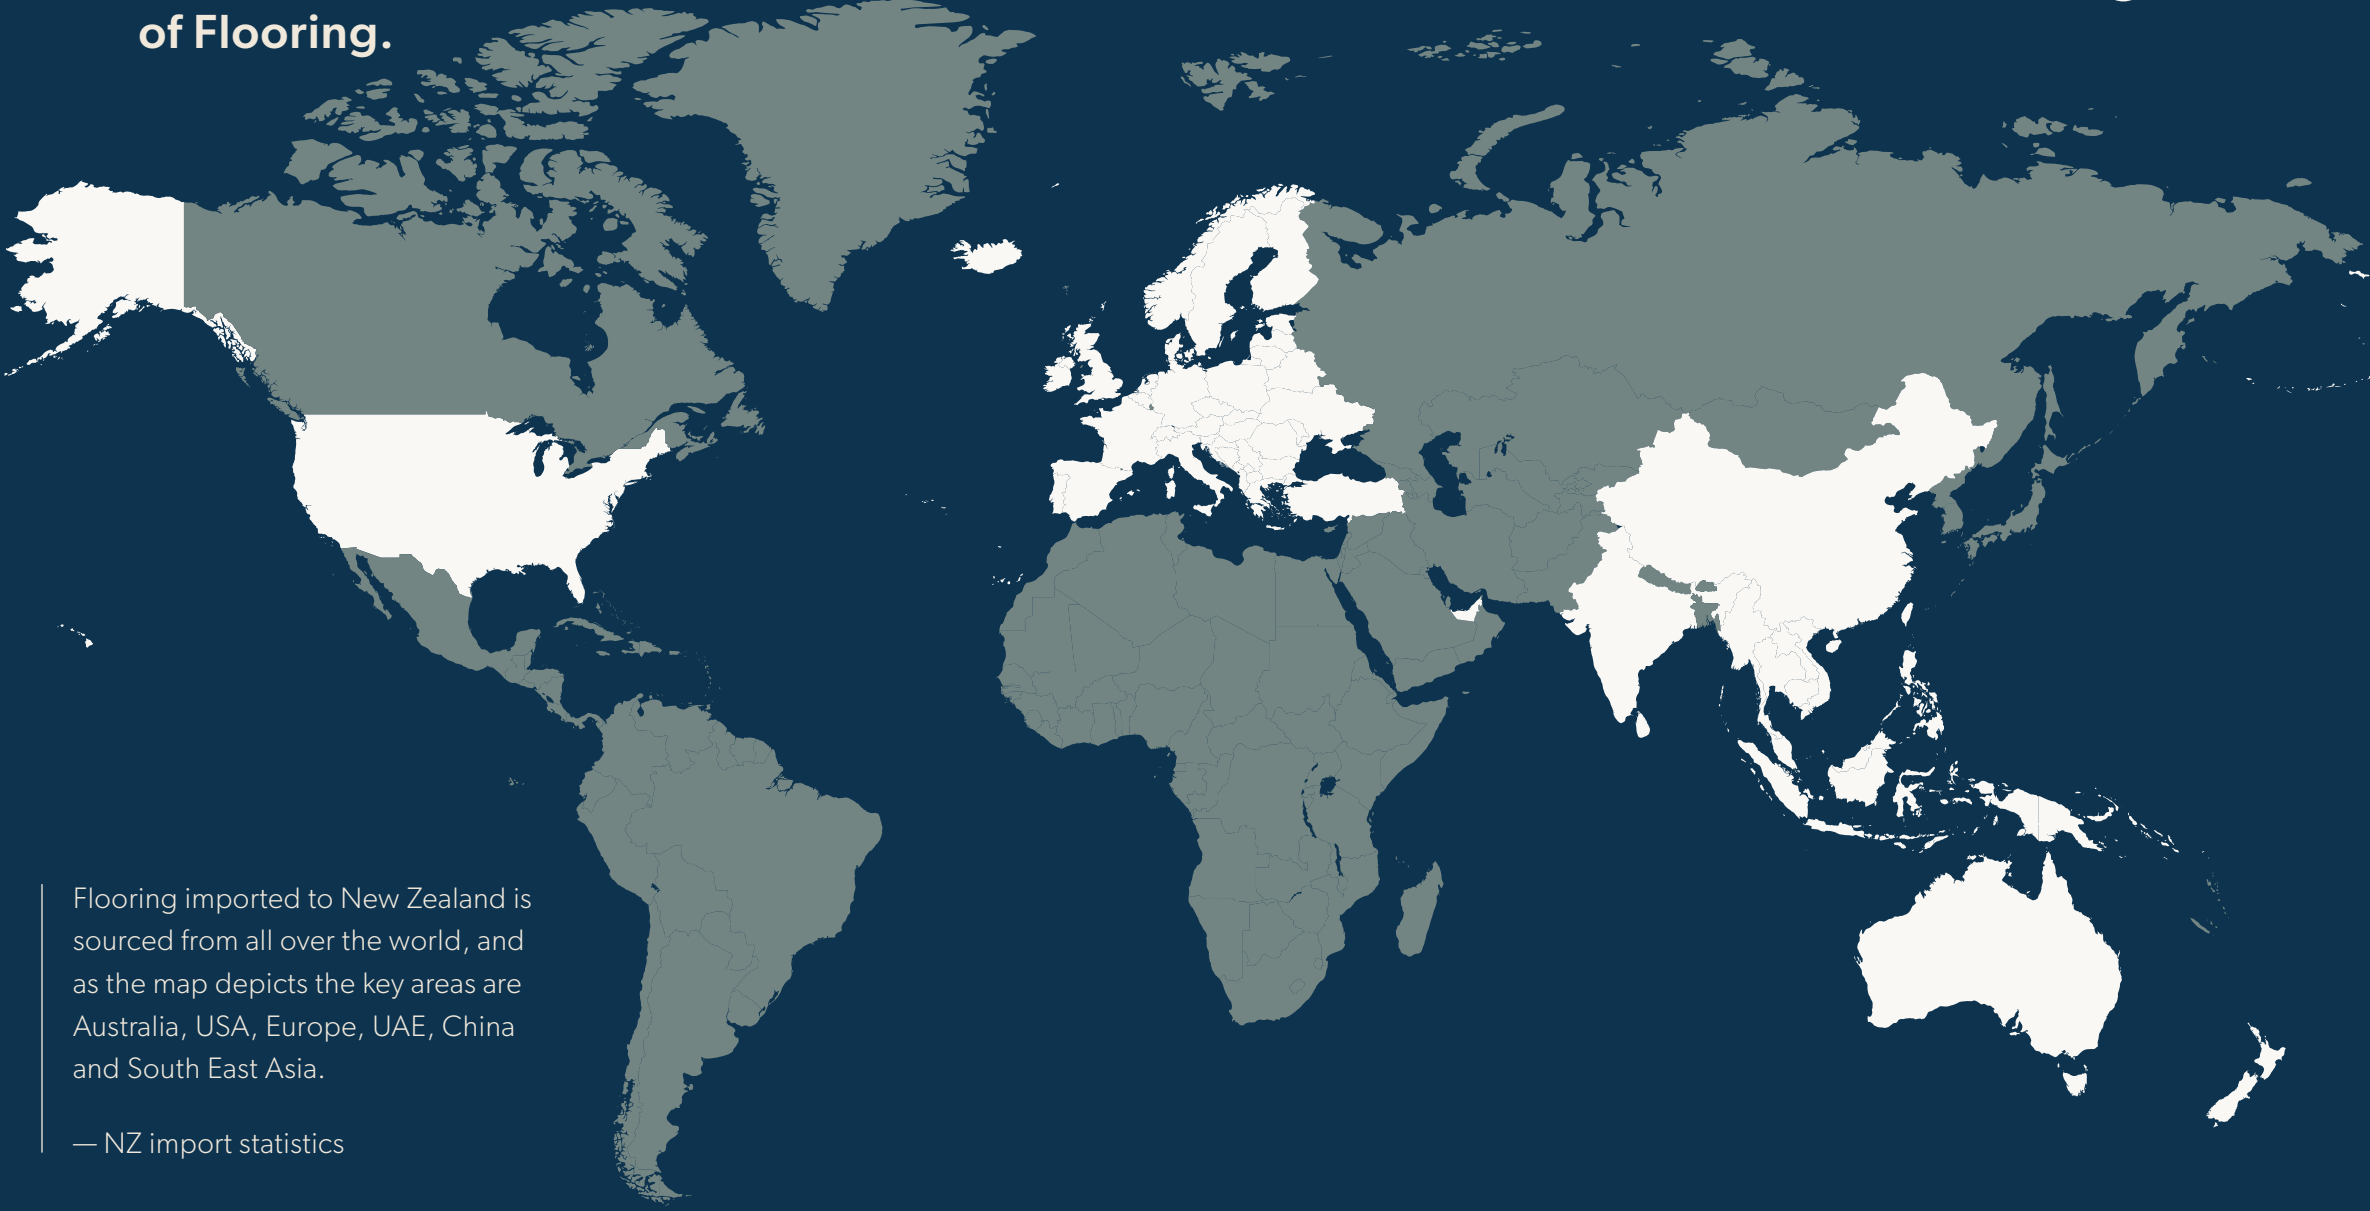 of Flooring.
Flooring imported to New Zealand is
sourced from all over the world, and
as the map depicts the key areas are
Australia, USA, Europe, UAE, China
and South East Asia.
— NZ import statistics